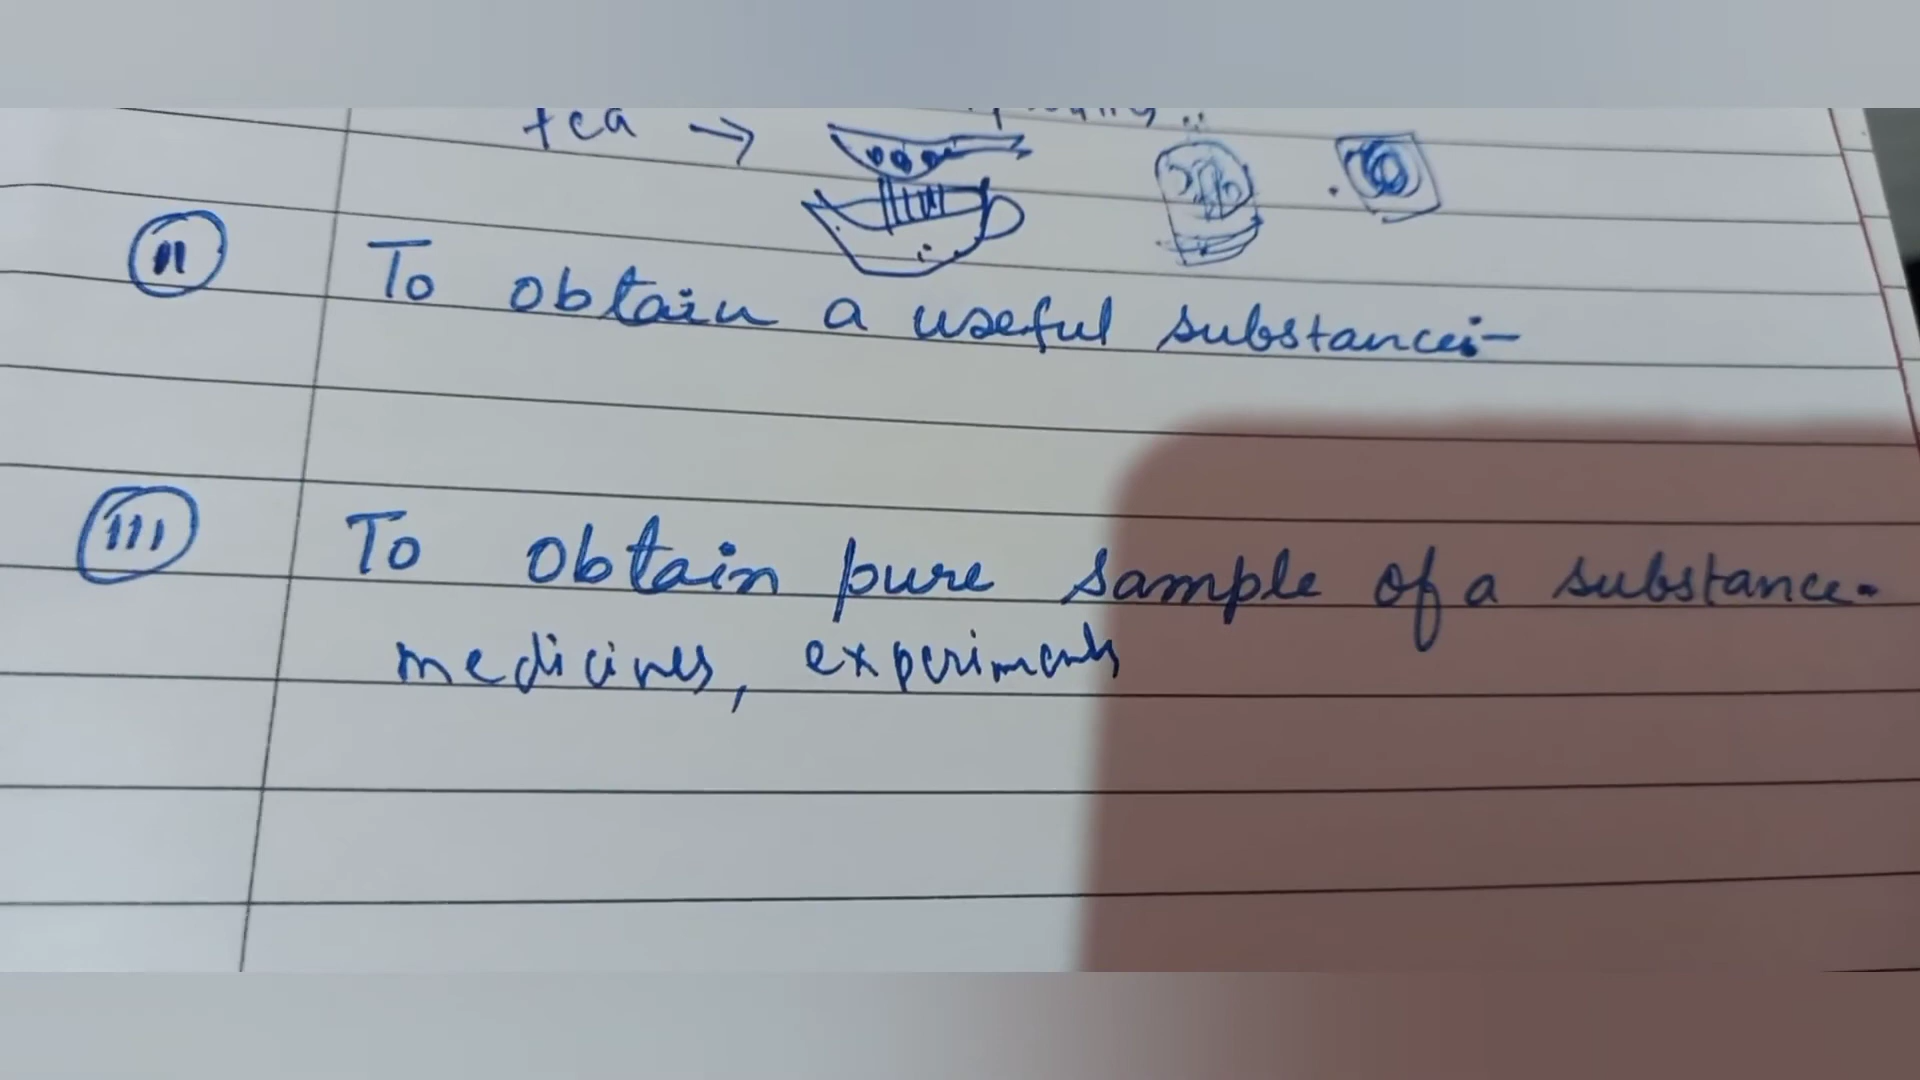 tea →
(ii) To obtain a useful substance:-
(iii) To obtain pure sample of a substance.
medicines, experiments